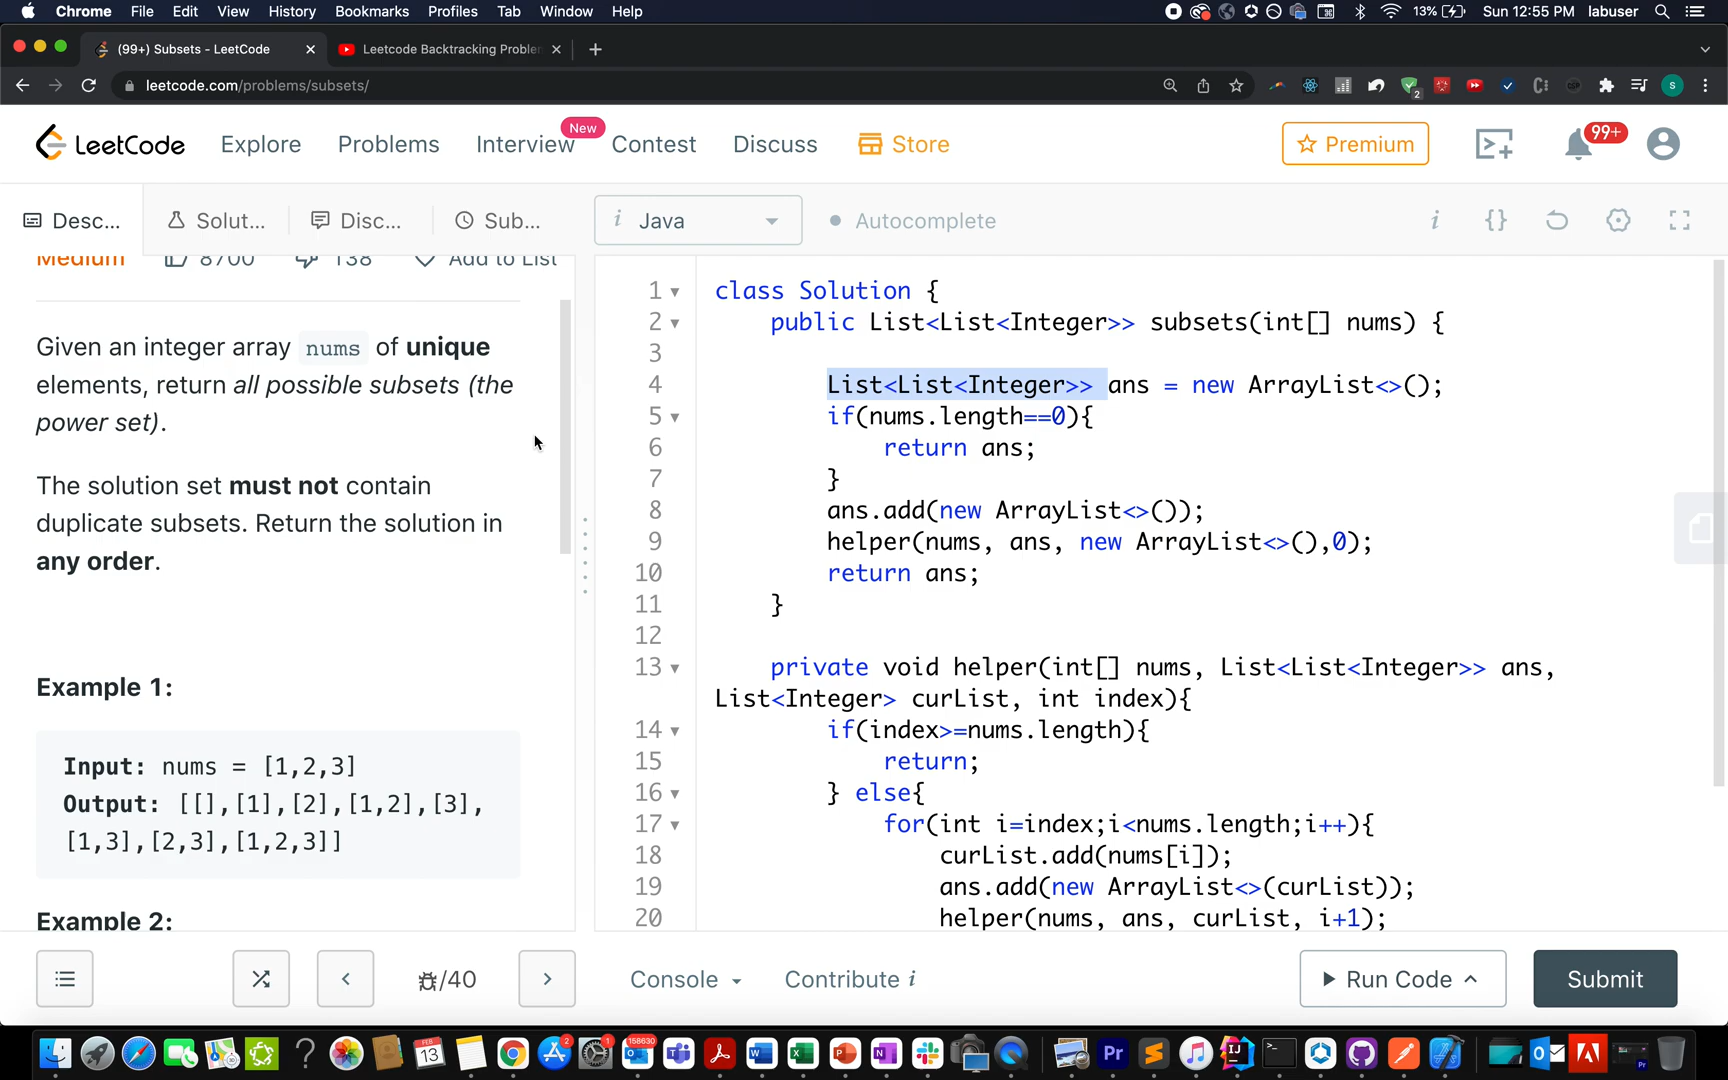 Chrome File Edit View History Bookmarks Profiles Tab Window Help 13% Sun 12:55 PM labuser
(99+) Subsets - LeetCode Leetcode Backtracking Proble
leetcode.com/problems/subsets/
2
s
LeetCode Explore Problems Interview New Contest Discuss Store Premium 99+
Desc... Solut... Disc... Sub... i Java Autocomplete i {}
Medium 8700 138 Add to List
Given an integer array nums of unique
elements, return all possible subsets (the
power set).
The solution set must not contain
duplicate subsets. Return the solution in
any order.
Example 1:
Input: nums = [1,2,3]
Output: [[],[1],[2],[1,2],[3],
[1,3],[2,3],[1,2,3]]
Example 2:
1 class Solution {
2 public List<List<Integer>> subsets(int[] nums) {
3
4 List<List<Integer>> ans = new ArrayList<>();
5 if(nums.length==0){
6 return ans;
7 }
8 ans.add(new ArrayList<>());
9 helper(nums, ans, new ArrayList<>(),0);
10 return ans;
11 }
12
13 private void helper(int[] nums, List<List<Integer>> ans,
List<Integer> curList, int index){
14 if(index>=nums.length){
15 return;
16 } else{
17 for(int i=index;i<nums.length;i++){
18 curList.add(nums[i]);
19 ans.add(new ArrayList<>(curList));
20 helper(nums, ans, curList, i+1);
/40 Console Contribute i Run Code Submit
FEB
13
2
1
158630
Pr